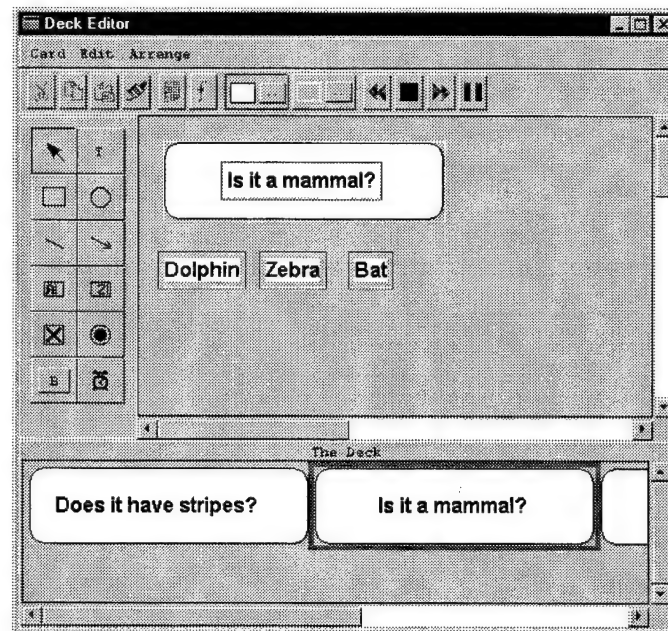 Deck Editor
Card Edit Arrange
T
Is it a mammal?
Dolphin Zebra Bat
B
The Deck
Does it have stripes? Is it a mammal?